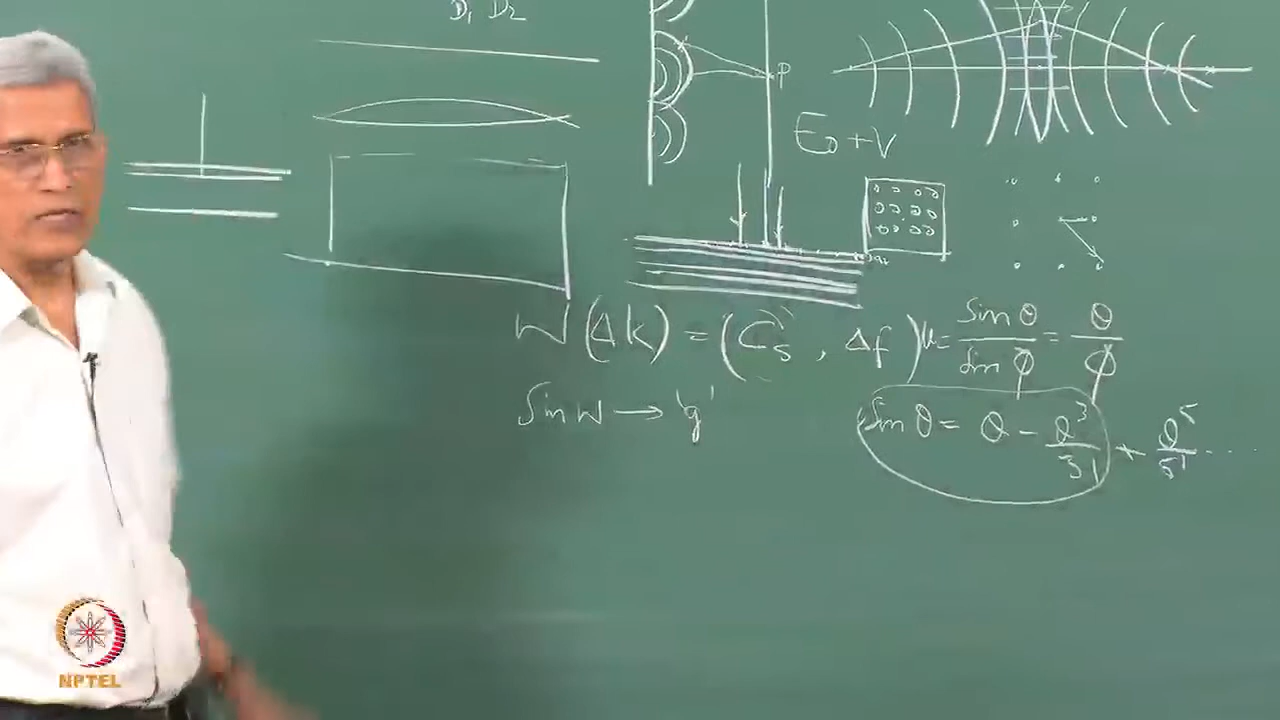 D₁ D₂
P
E₀ + V
W (Δk) = (Cₛ , Δf)
μ = Sin θ / Sin ϕ = θ / ϕ
Sin W → 'g'
Sin θ = θ - θ³/3! + θ⁵/5! ....
NPTEL